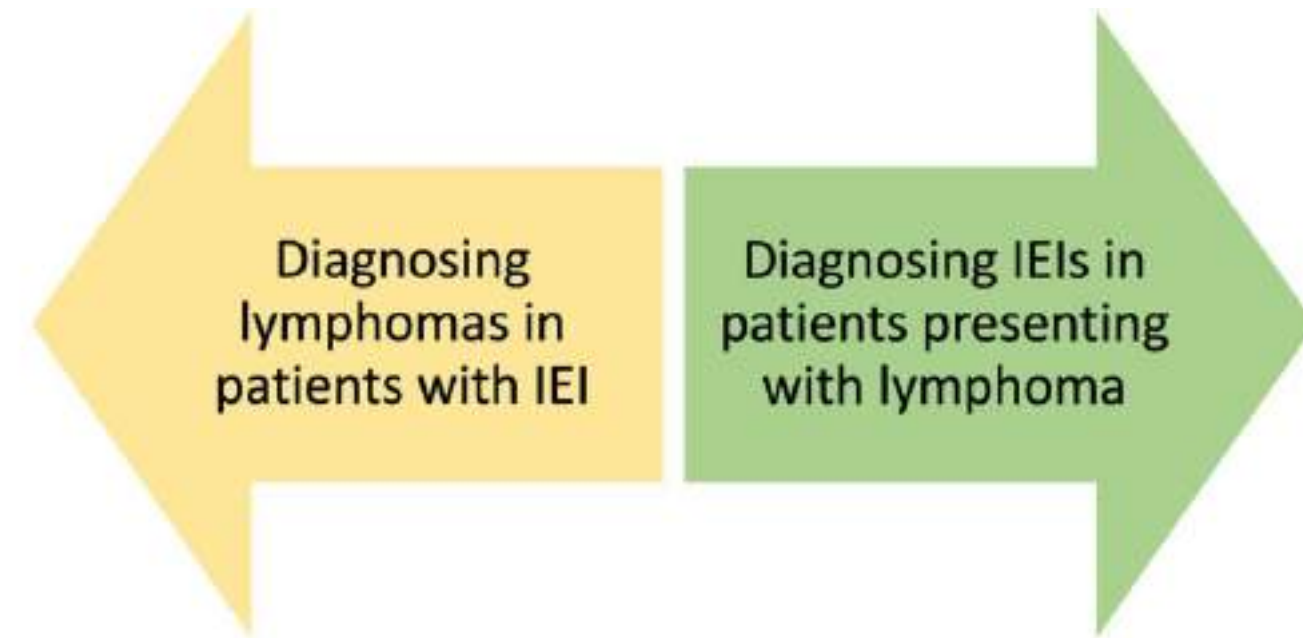 Diagnosing
lymphomas in
patients with IEI
Diagnosing IEIs in
patients presenting
with lymphoma